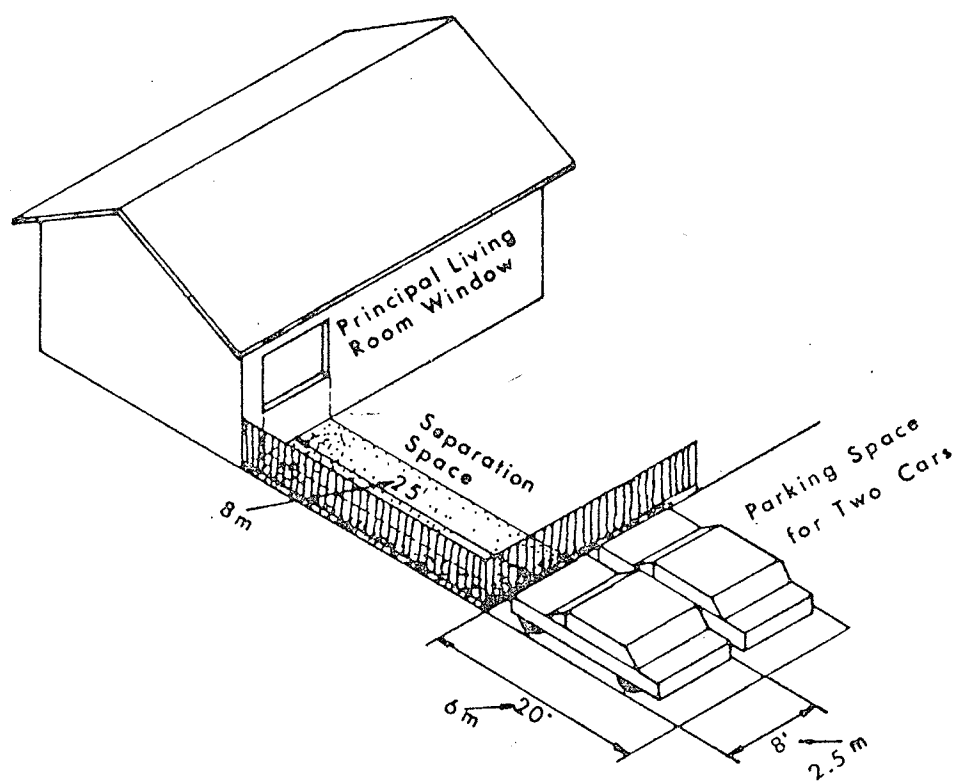 Principal Living
Room Window
Separation
Space
25'
8 m
Parking Space
for Two Cars
6 m
20'
8'
2.5 m